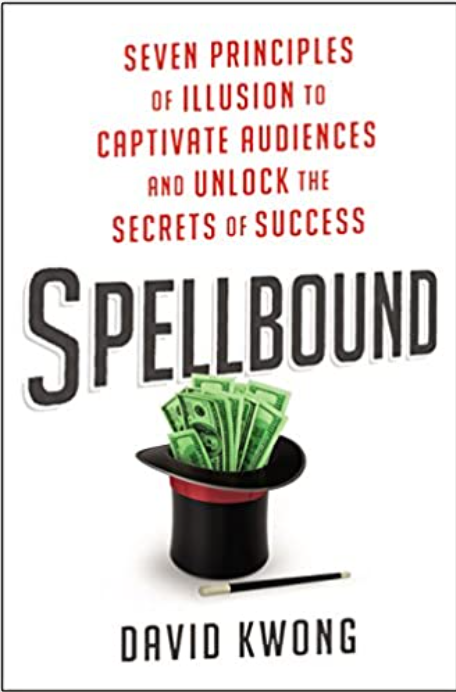 SEVEN PRINCIPLES
OF ILLUSION TO
CAPTIVATE AUDIENCES
AND UNLOCK THE
SECRETS OF SUCCESS
SPELLBOUND
DAVID KWONG